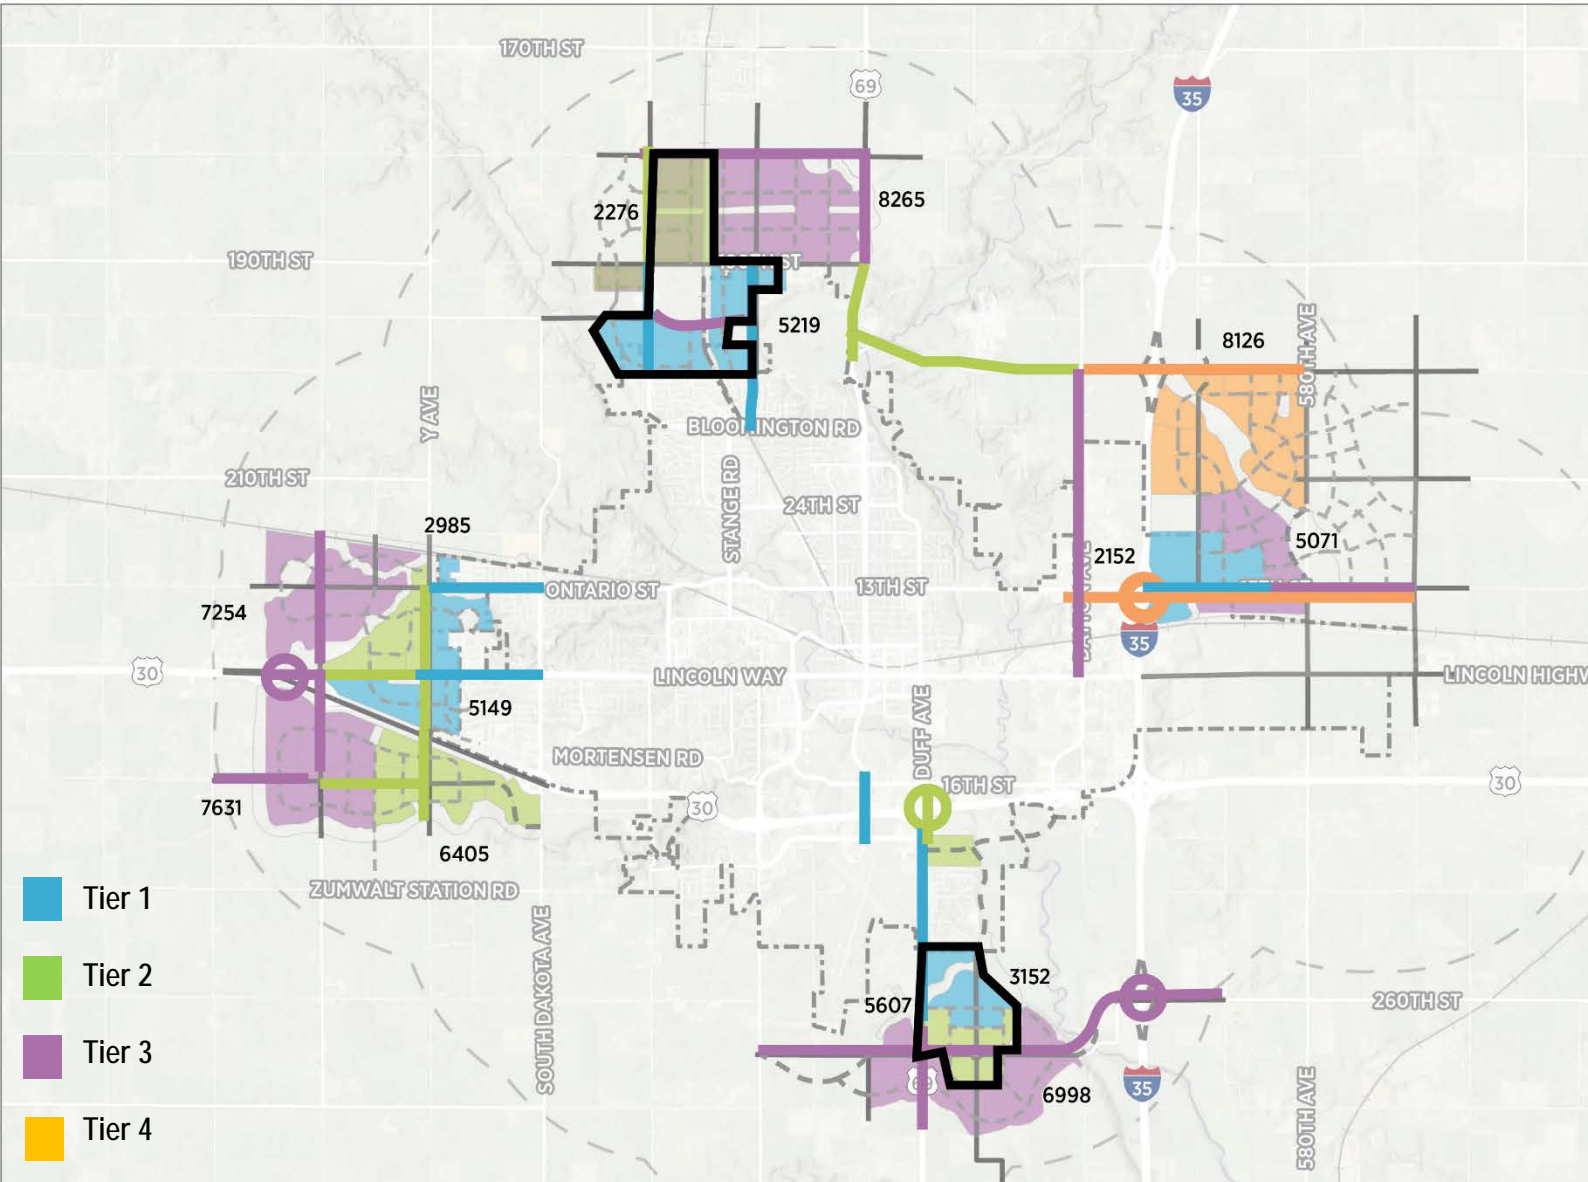 170TH ST
69
35
2276
8265
190TH ST
5219
580TH AVE
8126
Y AVE
BLOOMINGTON RD
210TH ST
STANGE RD
24TH ST
2985
2152
5071
ONTARIO ST
13TH ST
7254
35
30
LINCOLN WAY
LINCOLN HIGHW
5149
DUFF AVE
MORTENSEN RD
16TH ST
30
30
7631
6405
ZUMWALT STATION RD
Tier 1
SOUTH DAKOTA AVE
Tier 2
3152
5607
260TH ST
Tier 3
69
35
6998
580TH AVE
Tier 4